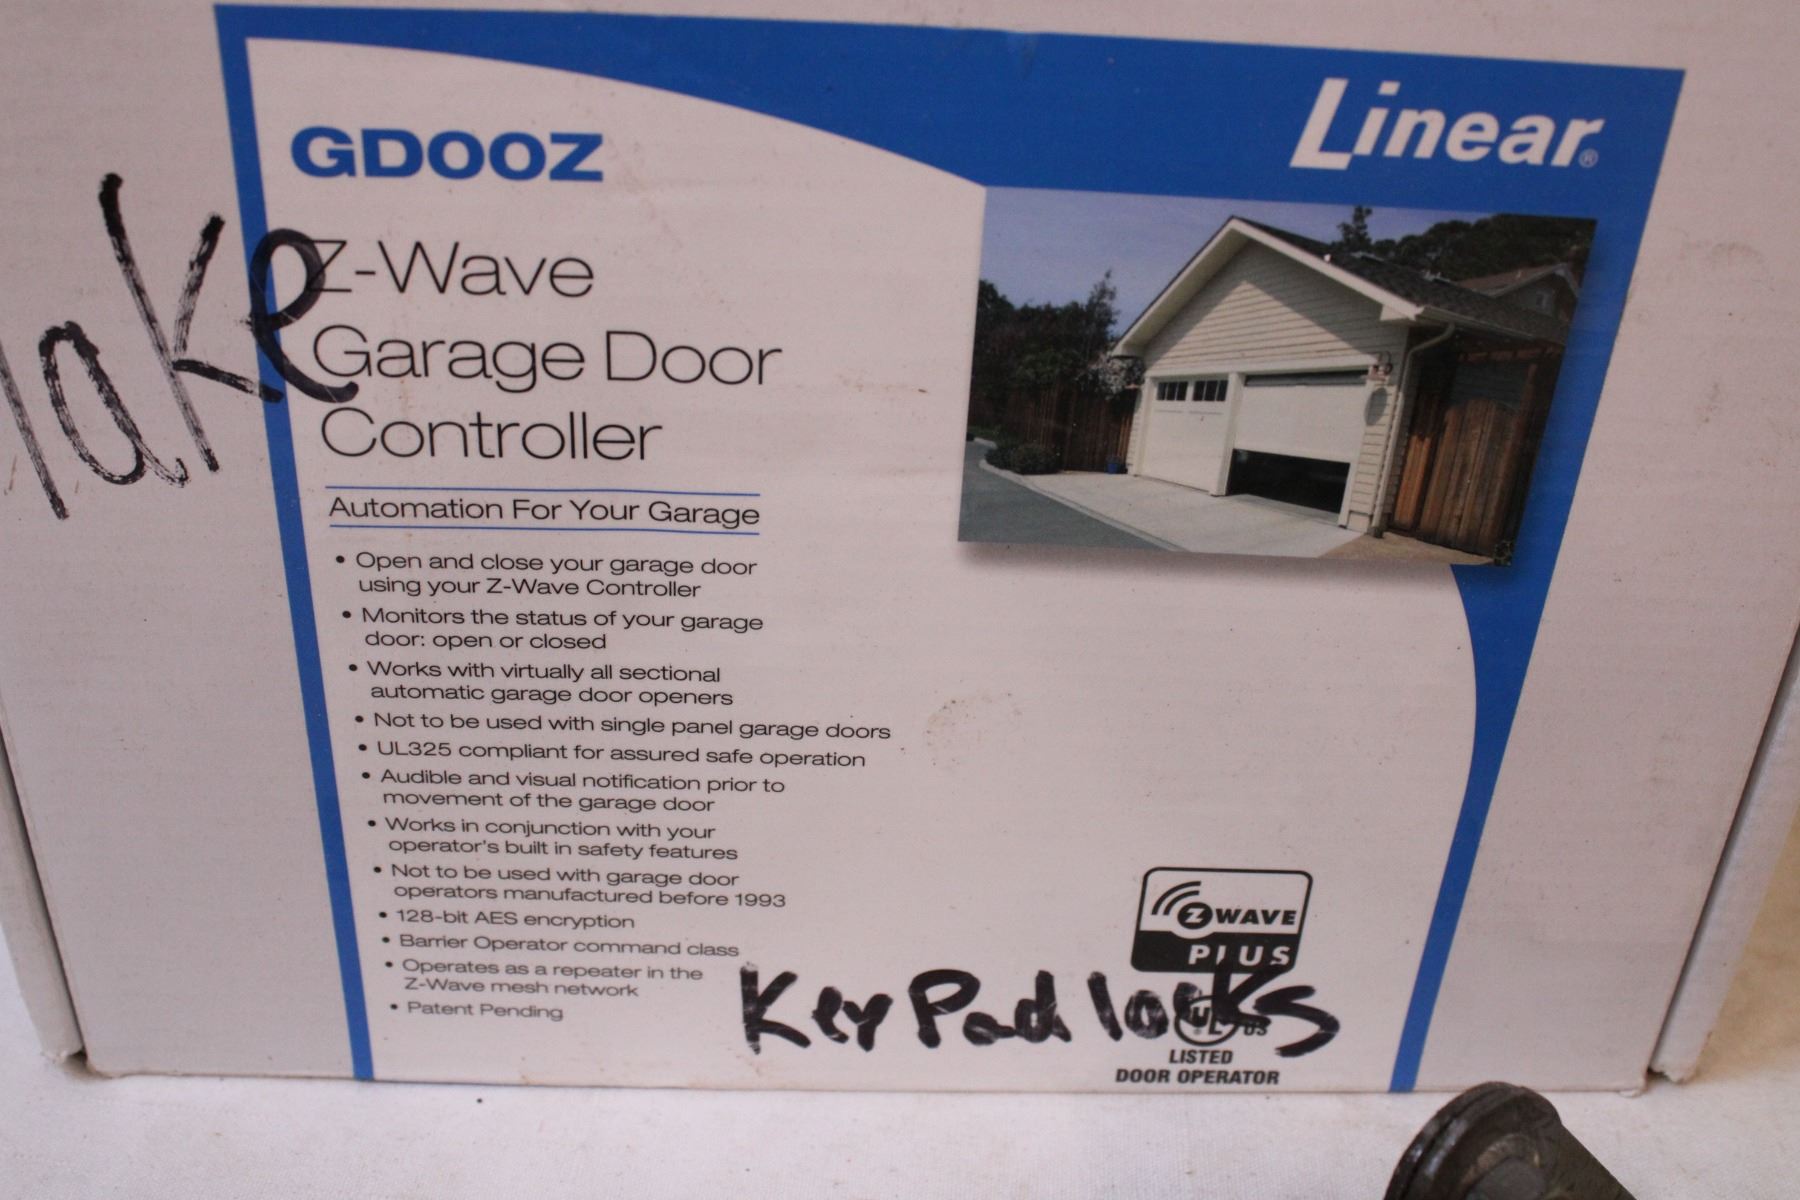 Linear®
GD00Z
lake
Z-Wave
Garage Door
Controller
Automation For Your Garage
• Open and close your garage door
using your Z-Wave Controller
• Monitors the status of your garage
door: open or closed
• Works with virtually all sectional
automatic garage door openers
• Not to be used with single panel garage doors
• UL325 compliant for assured safe operation
• Audible and visual notification prior to
movement of the garage door
• Works in conjunction with your
operator's built in safety features
• Not to be used with garage door
operators manufactured before 1993
• 128-bit AES encryption
• Barrier Operator command class
• Operates as a repeater in the
Z-Wave mesh network
• Patent Pending
Z WAVE
PLUS
Key Pad locks
UL US
LISTED
DOOR OPERATOR